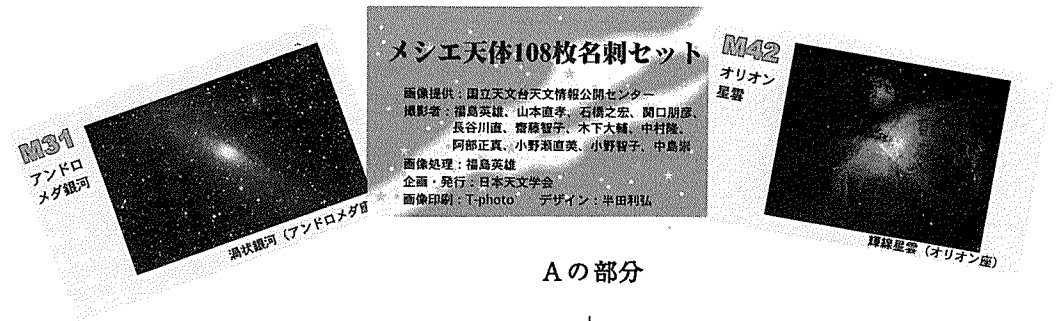 M31
アンドロ
メダ銀河
渦状銀河（アンドロメダ座
メシエ天体108枚名刺セット
画像提供：国立天文台天文情報公開センター
撮影者：福島英雄、山本直孝、石橋之宏、関口朋彦、
長谷川直、齋藤智子、木下大輔、中村隆、
阿部正真、小野瀬直美、小野智子、中島崇
画像処理：福島英雄
企画・発行：日本天文学会
画像印刷：T-photo　デザイン：半田利弘
M42
オリオン
星雲
輝線星雲（オリオン座）
Aの部分